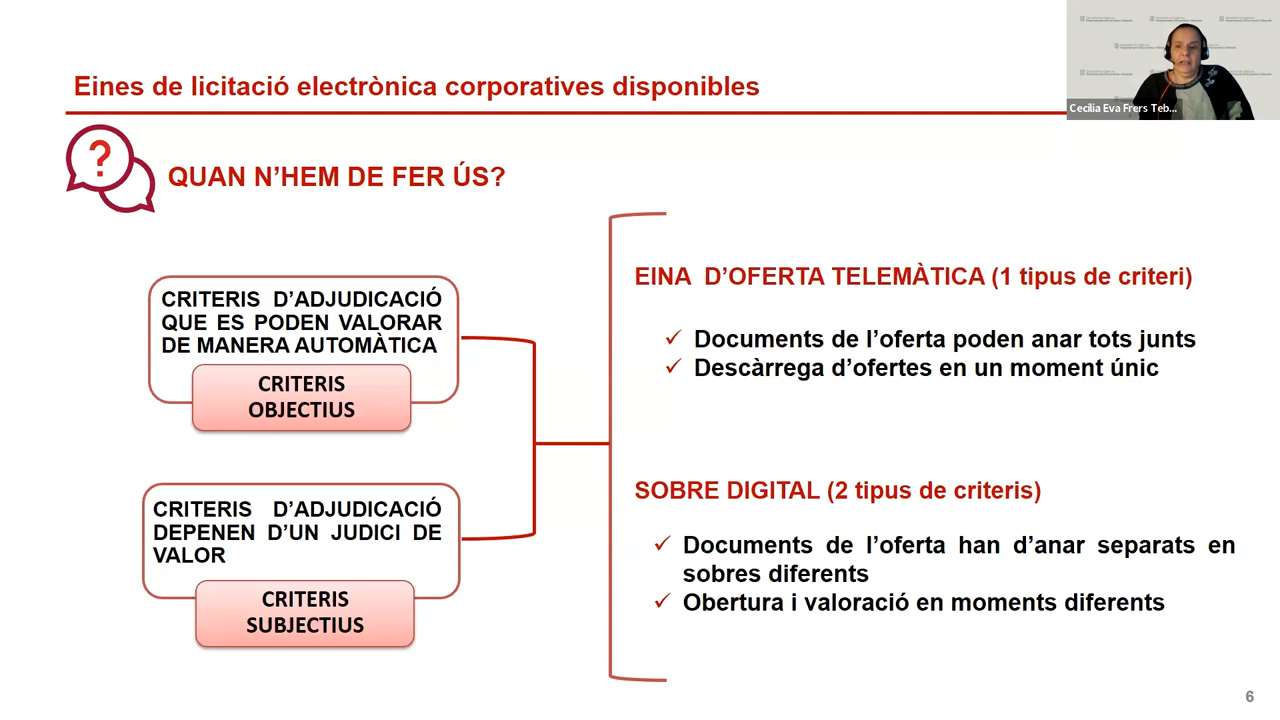 Eines de licitació electrònica corporatives disponibles
Cecilia Eva Frers Teb...
?
QUAN N’HEM DE FER ÚS?
CRITERIS D’ADJUDICACIÓ
QUE ES PODEN VALORAR
DE MANERA AUTOMÀTICA
CRITERIS
OBJECTIUS
CRITERIS D’ADJUDICACIÓ
DEPENEN D’UN JUDICI DE
VALOR
CRITERIS
SUBJECTIUS
EINA D’OFERTA TELEMÀTICA (1 tipus de criteri)
✓ Documents de l’oferta poden anar tots junts
✓ Descàrrega d’ofertes en un moment únic
SOBRE DIGITAL (2 tipus de criteris)
✓ Documents de l’oferta han d’anar separats en
sobres diferents
✓ Obertura i valoració en moments diferents
6